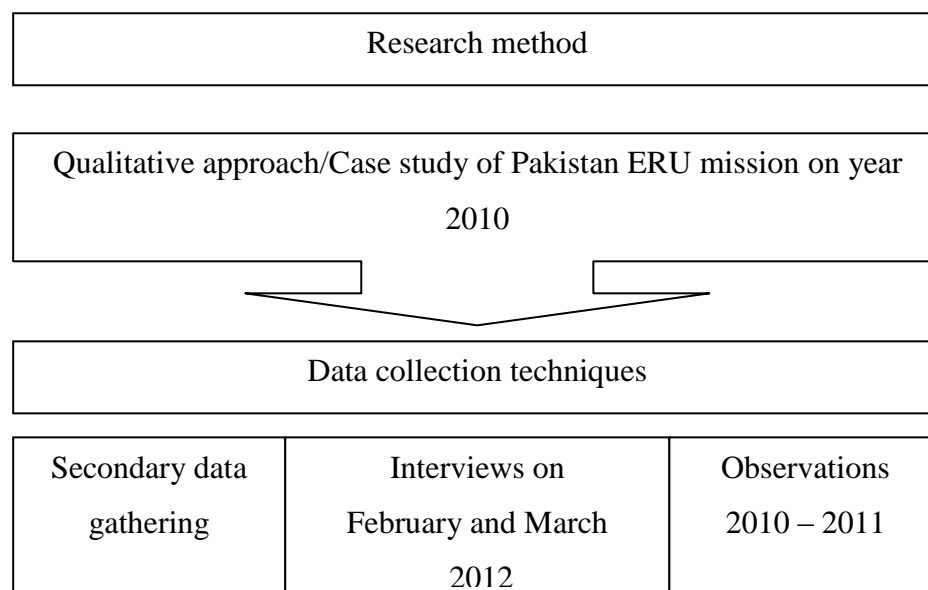 Research method
Qualitative approach/Case study of Pakistan ERU mission on year
2010
Data collection techniques
Secondary data
gathering
Interviews on
February and March
2012
Observations
2010 – 2011